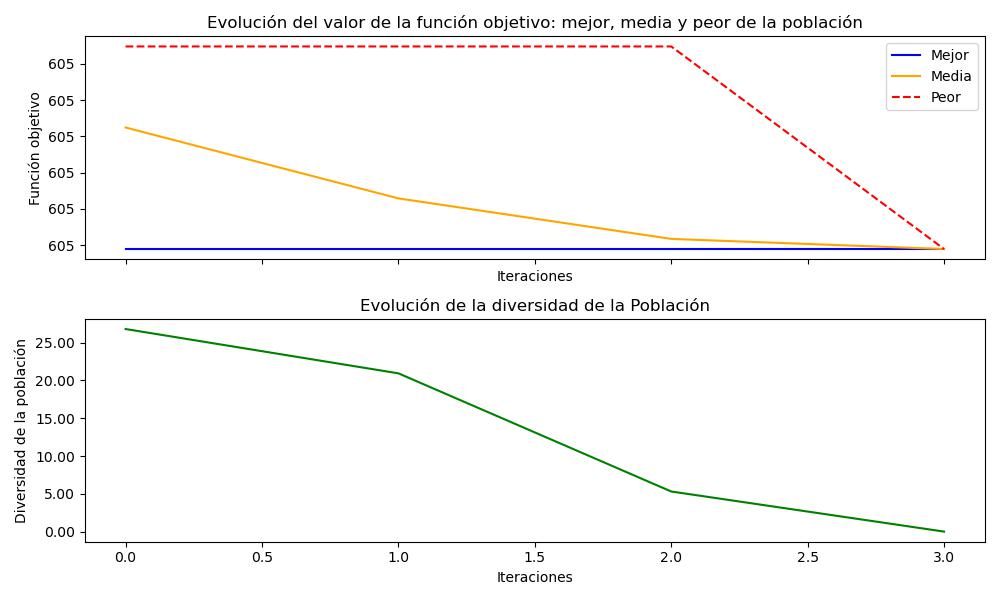 Evolución del valor de la función objetivo: mejor, media y peor de la población
Mejor
Media
Peor
605
605
605
605
605
605
Función objetivo
Iteraciones
Evolución de la diversidad de la Población
25.00
20.00
15.00
10.00
5.00
0.00
Diversidad de la población
0.0 0.5 1.0 1.5 2.0 2.5 3.0
Iteraciones